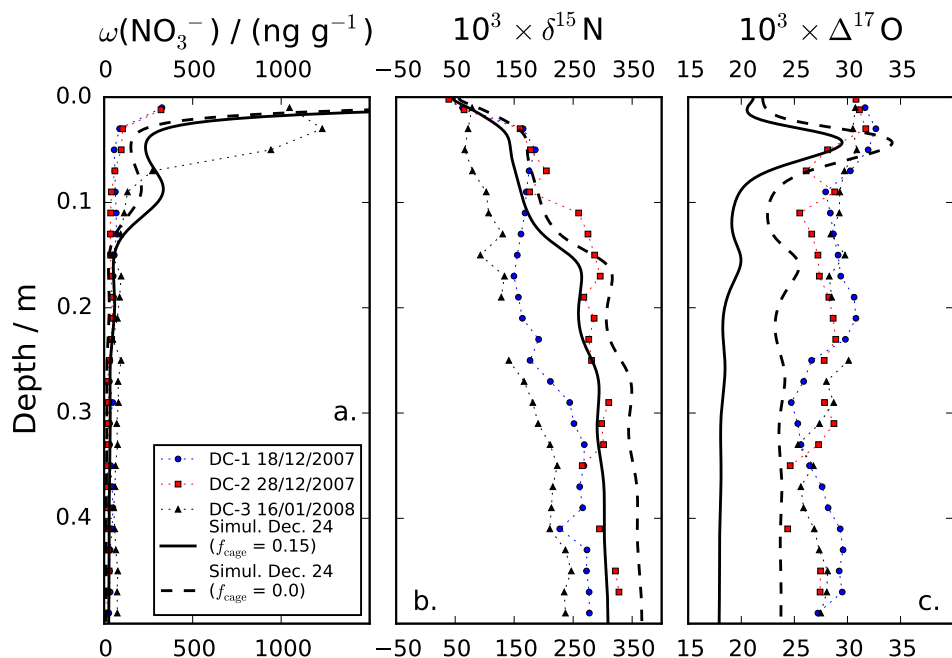 ω(NO₃⁻) / (ng g⁻¹)
10³ × δ¹⁵N
10³ × Δ¹⁷O
0 500 1000
−50 50 150 250 350
15 20 25 30 35
Depth / m
0.0
0.1
0.2
0.3
0.4
a.
b.
c.
DC-1 18/12/2007
DC-2 28/12/2007
DC-3 16/01/2008
Simul. Dec. 24
(f_cage = 0.15)
Simul. Dec. 24
(f_cage = 0.0)
0 500 1000
−50 50 150 250 350
15 20 25 30 35